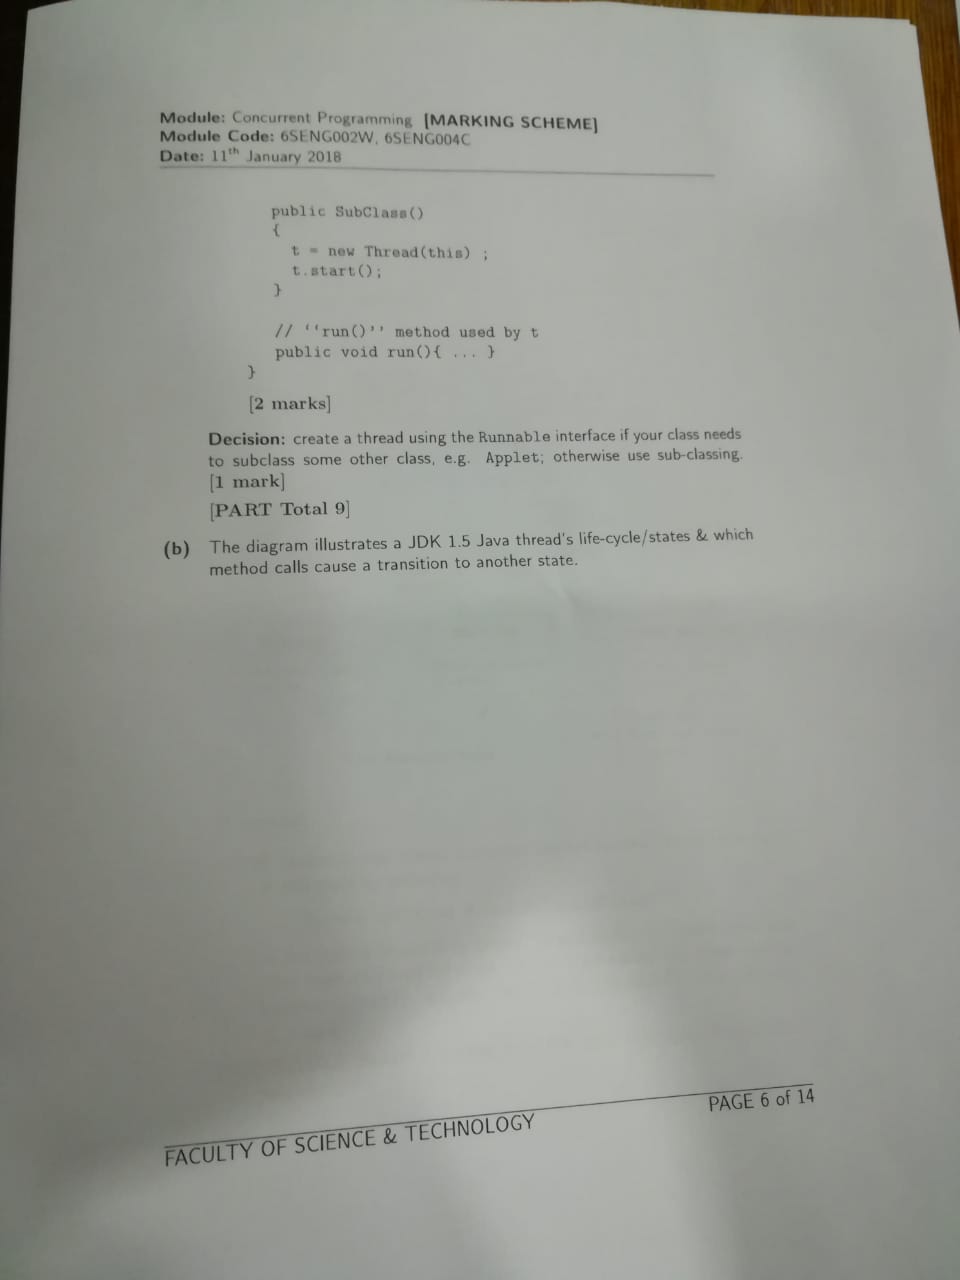 Module: Concurrent Programming [MARKING SCHEME]
Module Code: 6SENG002W, 6SENG004C
Date: 11th January 2018
public SubClass()
{
t = new Thread(this) ;
t.start();
}
// ‘‘run()’’ method used by t
public void run(){ ... }
}
[2 marks]
Decision: create a thread using the Runnable interface if your class needs
to subclass some other class, e.g. Applet; otherwise use sub-classing.
[1 mark]
[PART Total 9]
(b) The diagram illustrates a JDK 1.5 Java thread's life-cycle/states & which
method calls cause a transition to another state.
FACULTY OF SCIENCE & TECHNOLOGY
PAGE 6 of 14